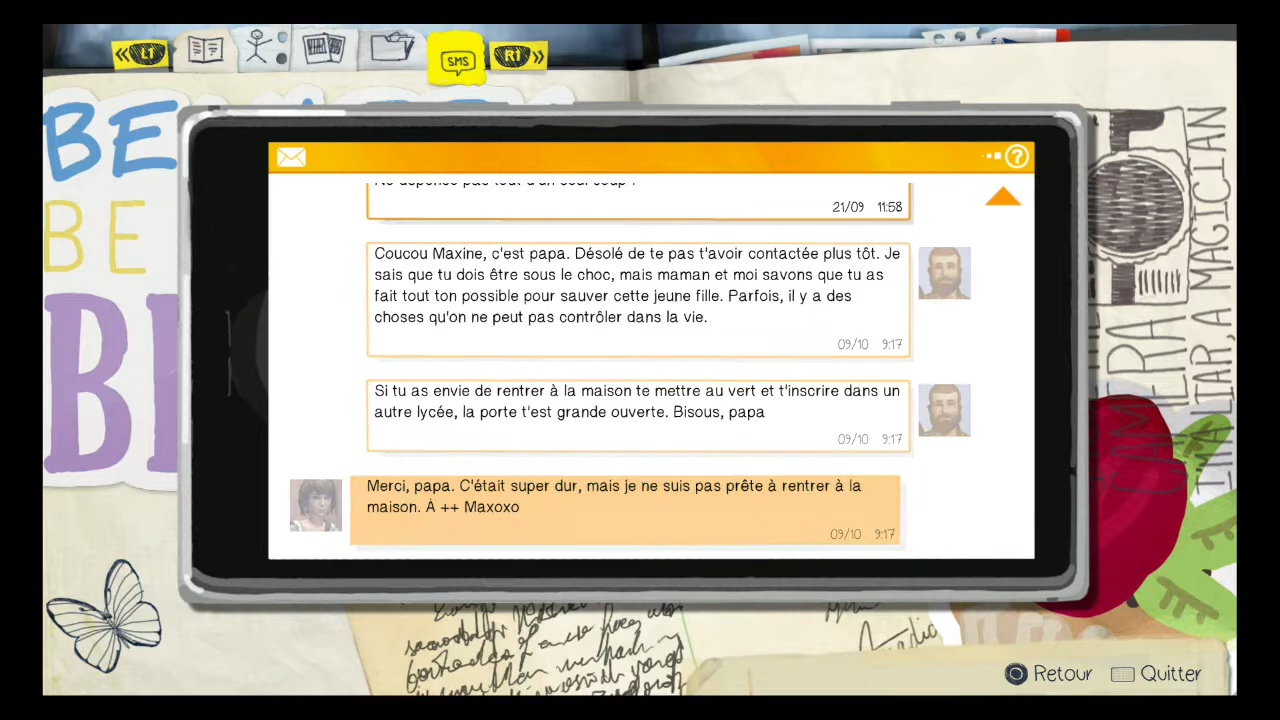 L1
SMS
R1
BE
BE
21/09 11:58
Coucou Maxine, c'est papa. Désolé de te pas t'avoir contactée plus tôt. Je
sais que tu dois être sous le choc, mais maman et moi savons que tu as
fait tout ton possible pour sauver cette jeune fille. Parfois, il y a des
choses qu'on ne peut pas contrôler dans la vie.
09/10 9:17
Si tu as envie de rentrer à la maison te mettre au vert et t'inscrire dans un
autre lycée, la porte t'est grande ouverte. Bisous, papa
09/10 9:17
Merci, papa. C'était super dur, mais je ne suis pas prête à rentrer à la
maison. À ++ Maxoxo
09/10 9:17
CAMERA
LIAR, A MAGICIAN
Retour
Quitter